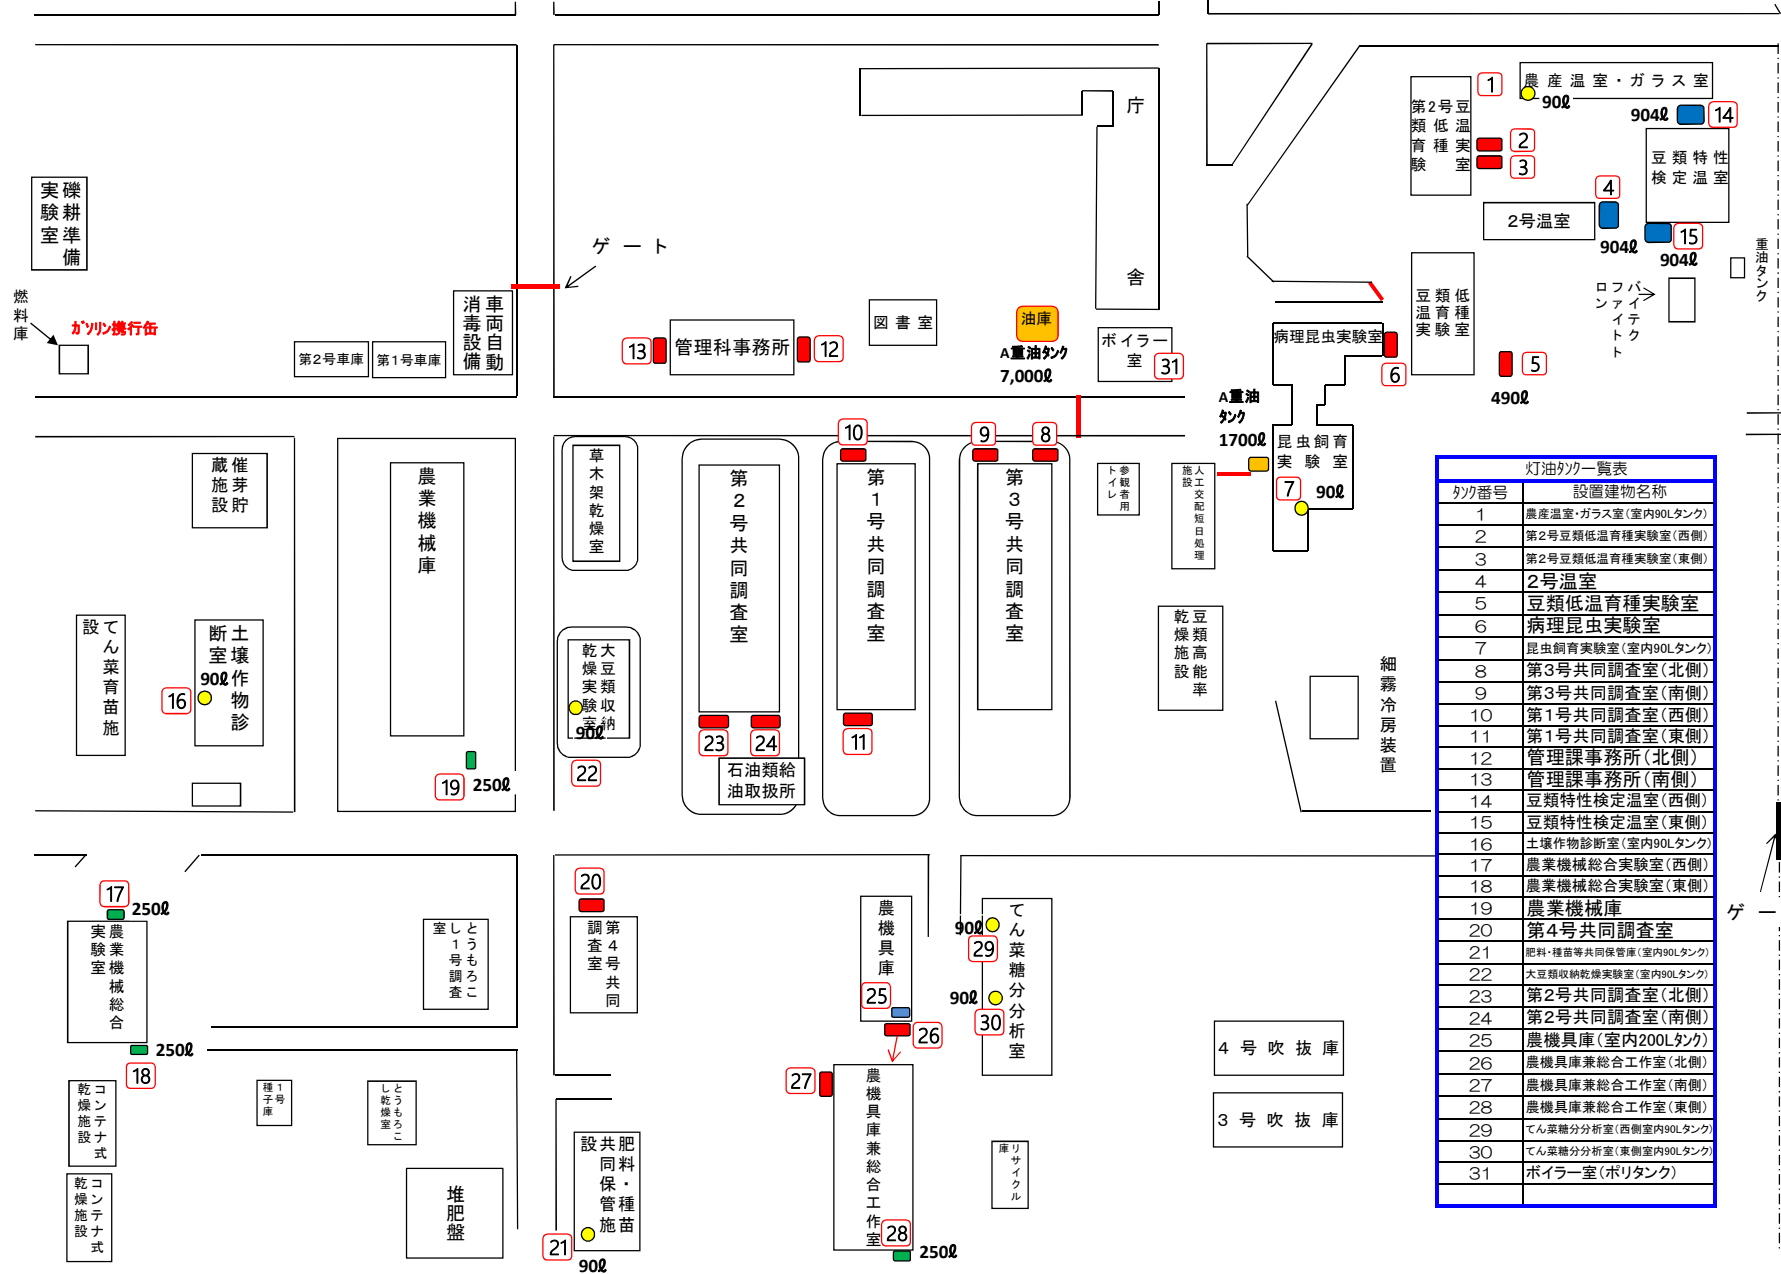 庁
舎
1
農産温室・ガラス室
90ℓ
904ℓ
14
第2号豆類低温育種実験室
2
3
豆類特性検定温室
4
2号温室
904ℓ
15
904ℓ
重油タンク
バイテクファイトトロン
礫耕準備実験室
ゲート
燃料庫
ガソリン携行缶
第2号車庫
第1号車庫
車両自動消毒設備
13
管理科事務所
12
図書室
油庫
A重油タンク
7,000ℓ
ボイラー室
31
病理昆虫実験室
6
豆類低温育種実験室
5
490ℓ
A重油
タンク
1700ℓ
昆虫飼育実験室
7
90ℓ
催芽貯蔵施設
農業機械庫
草木架乾燥室
第2号共同調査室
10
第1号共同調査室
9
8
第3号共同調査室
参観者用トイレ
人工交配短日処理施設
てん菜育苗施設
土壌作物診断室
90ℓ
16
19
250ℓ
大豆類収納乾燥実験室
90ℓ
22
23
24
石油類給
油取扱所
11
豆類高能率乾燥施設
細霧冷房装置
17
250ℓ
農業機械総合実験室
250ℓ
18
とうもろこし1号調査室
20
第4号共同調査室
農機具庫
25
26
90ℓ
29
90ℓ
30
てん菜糖分分析室
4号吹抜庫
3号吹抜庫
コンテナ式乾燥施設
コンテナ式乾燥施設
1号種子庫
とうもろこし乾燥室
堆肥盤
肥料・種苗共同保管施設
21
90ℓ
27
農機具庫兼総合工作室
28
250ℓ
リサイクル庫
ゲー
灯油タンク一覧表
タンク番号 設置建物名称
1 農産温室・ガラス室(室内90Lタンク)
2 第2号豆類低温育種実験室(西側)
3 第2号豆類低温育種実験室(東側)
4 2号温室
5 豆類低温育種実験室
6 病理昆虫実験室
7 昆虫飼育実験室(室内90Lタンク)
8 第3号共同調査室(北側)
9 第3号共同調査室(南側)
10 第1号共同調査室(西側)
11 第1号共同調査室(東側)
12 管理課事務所(北側)
13 管理課事務所(南側)
14 豆類特性検定温室(西側)
15 豆類特性検定温室(東側)
16 土壌作物診断室(室内90Lタンク)
17 農業機械総合実験室(西側)
18 農業機械総合実験室(東側)
19 農業機械庫
20 第4号共同調査室
21 肥料・種苗等共同保管庫(室内90Lタンク)
22 大豆類収納乾燥実験室(室内90Lタンク)
23 第2号共同調査室(北側)
24 第2号共同調査室(南側)
25 農機具庫(室内200Lタンク)
26 農機具庫兼総合工作室(北側)
27 農機具庫兼総合工作室(南側)
28 農機具庫兼総合工作室(東側)
29 てん菜糖分分析室(西側室内90Lタンク)
30 てん菜糖分分析室(東側室内90Lタンク)
31 ボイラー室(ポリタンク)